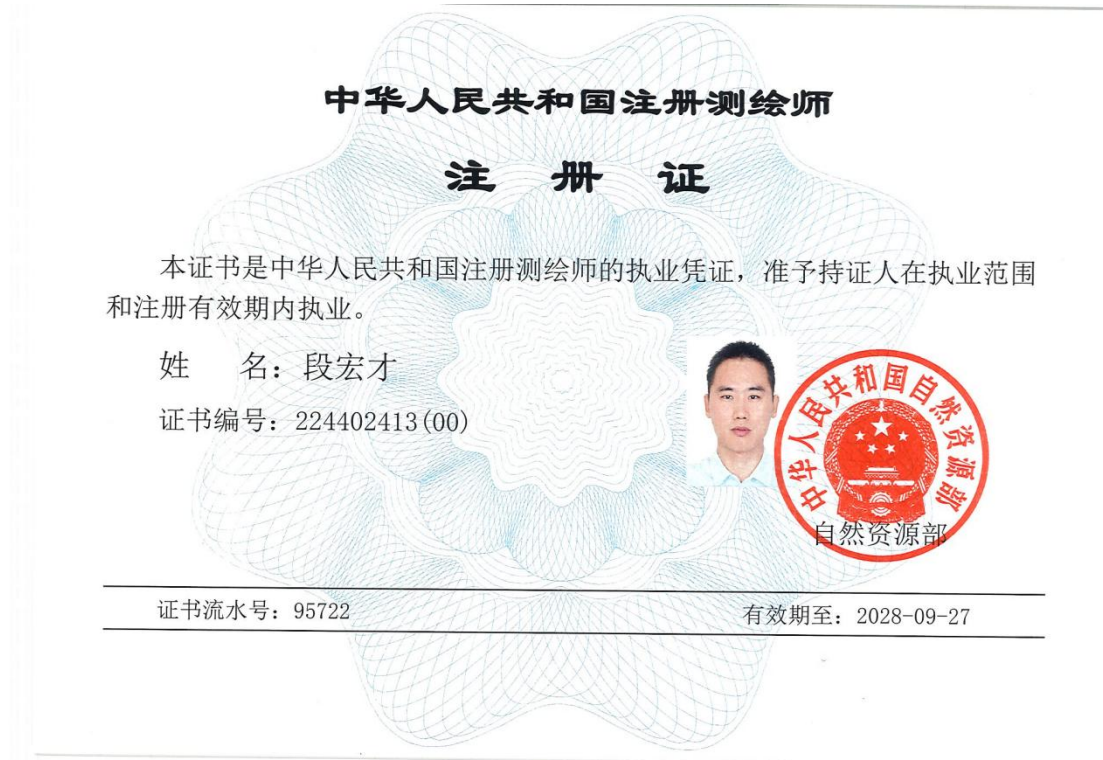 中华人民共和国注册测绘师
注 册 证
本证书是中华人民共和国注册测绘师的执业凭证，准予持证人在执业范围
和注册有效期内执业。
姓 名：段宏才
证书编号：224402413(00)
中华人民共和国自然资源部
自然资源部
证书流水号：95722
有效期至：2028-09-27